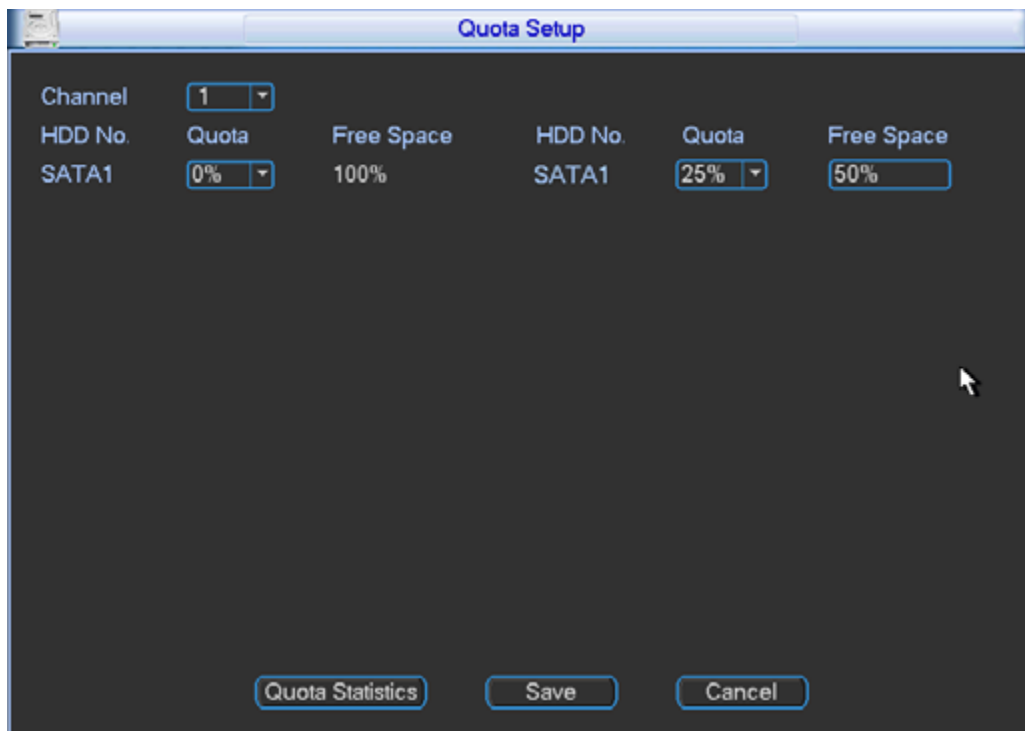 Quota Setup
Channel 1
HDD No. Quota Free Space HDD No. Quota Free Space
SATA1 0% 100% SATA1 25% 50%
Quota Statistics Save Cancel